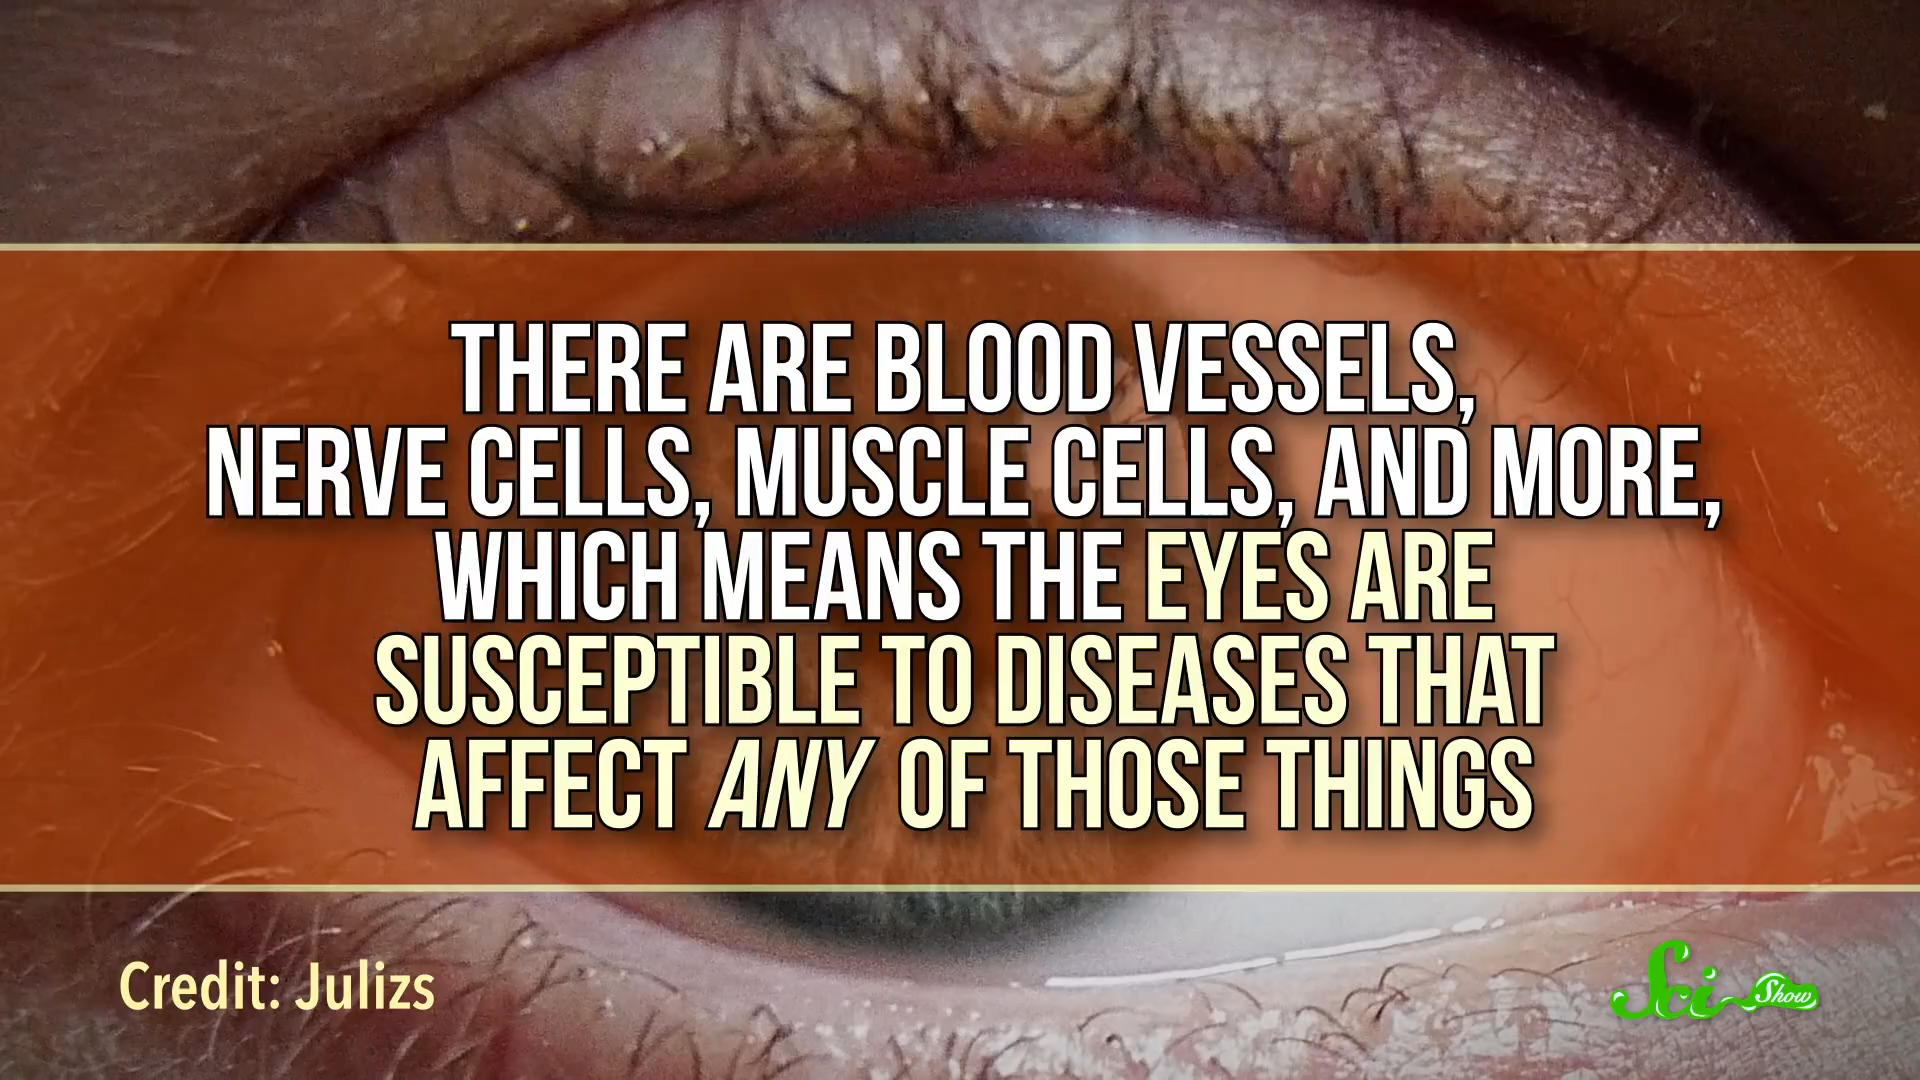 THERE ARE BLOOD VESSELS,
NERVE CELLS, MUSCLE CELLS, AND MORE,
WHICH MEANS THE EYES ARE
SUSCEPTIBLE TO DISEASES THAT
AFFECT ANY OF THOSE THINGS
Credit: Julizs
Sci Show